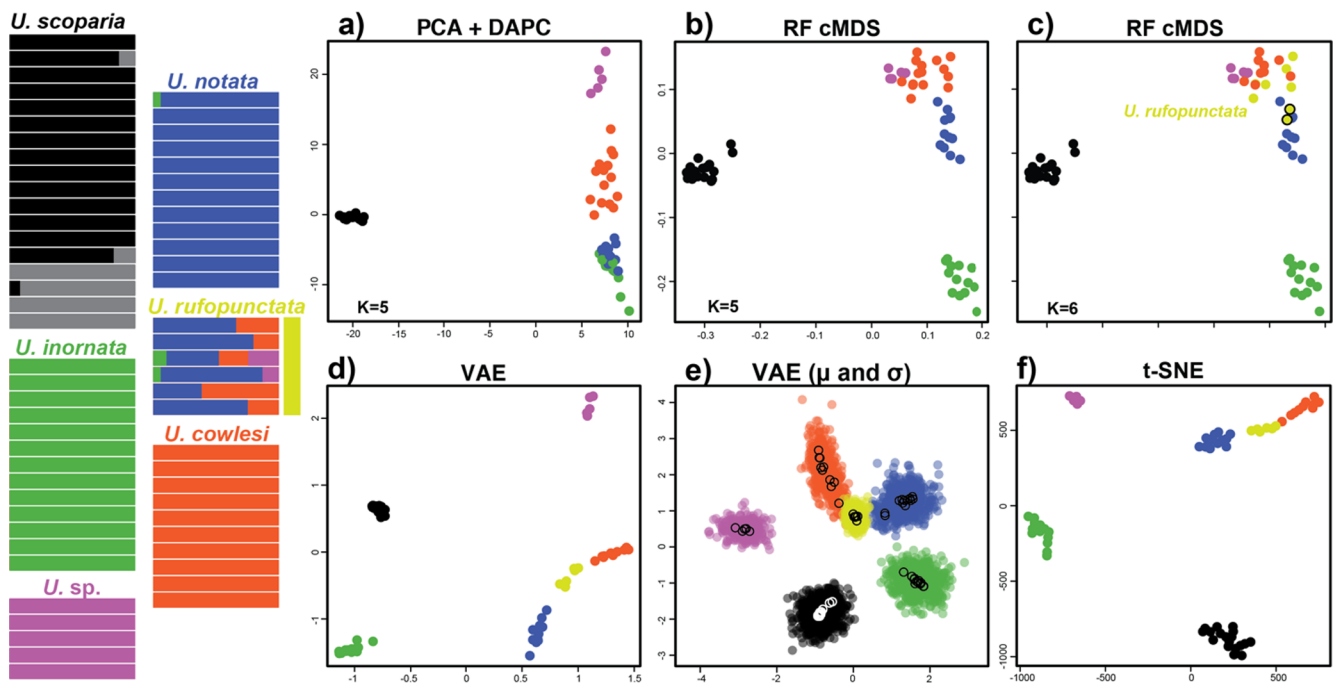 U. scoparia
U. notata
U. rufopunctata
U. inornata
U. cowlesi
U. sp.
a) PCA + DAPC
20
10
0
-10
K=5
-20 -15 -10 -5 0 5 10
b) RF cMDS
0.1
0.0
-0.1
-0.2
K=5
-0.3 -0.2 -0.1 0.0 0.1 0.2
c) RF cMDS
U. rufopunctata
K=6
d) VAE
2
1
0
-1
-1 -0.5 0 0.5 1 1.5
e) VAE (μ and σ)
4
3
2
1
0
-1
-2
-3
-4 -2 0 2
f) t-SNE
500
0
-500
-1000
-1000 -500 0 500